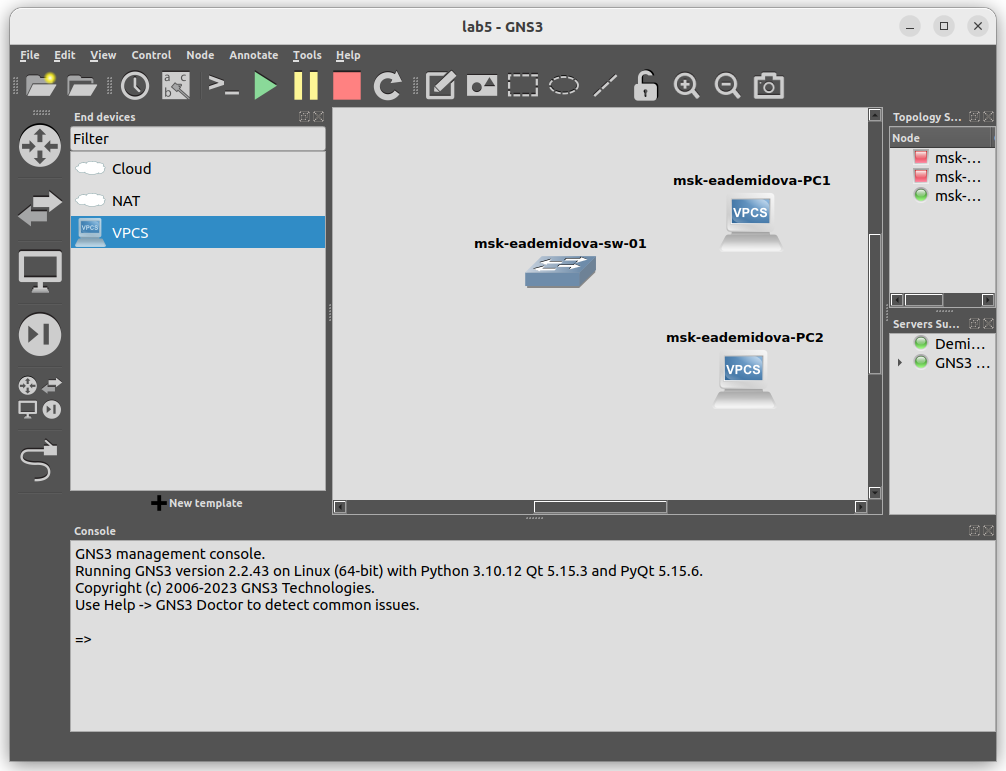 lab5 - GNS3
File Edit View Control Node Annotate Tools Help
a c
b
End devices
Filter
Cloud
NAT
VPCS
VPCS
New template
msk-eademidova-PC1
VPCS
msk-eademidova-sw-01
msk-eademidova-PC2
VPCS
Topology S...
Node
msk-...
msk-...
msk-...
Servers Su...
Demi...
GNS3 ...
Console
GNS3 management console.
Running GNS3 version 2.2.43 on Linux (64-bit) with Python 3.10.12 Qt 5.15.3 and PyQt 5.15.6.
Copyright (c) 2006-2023 GNS3 Technologies.
Use Help -> GNS3 Doctor to detect common issues.
=>